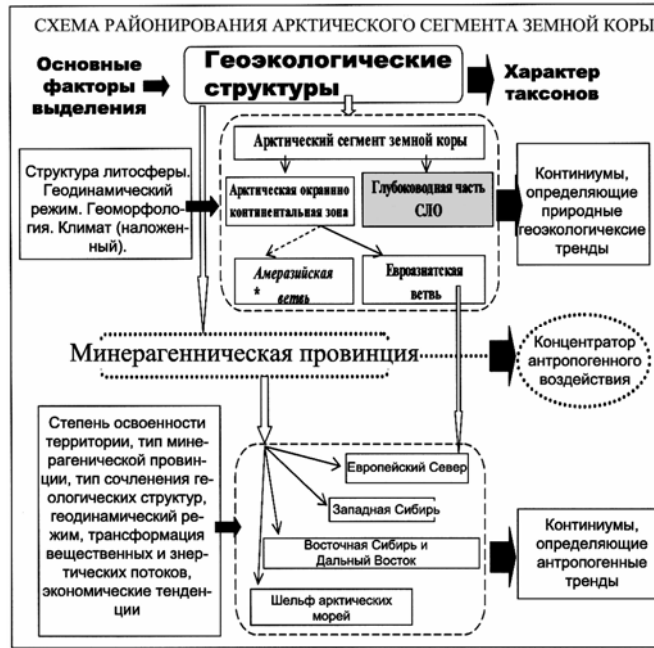 СХЕМА РАЙОНИРОВАНИЯ АРКТИЧЕСКОГО СЕГМЕНТА ЗЕМНОЙ КОРЫ
Основные
факторы
выделения
Геоэкологические
структуры
Характер
таксонов
Структура литосферы.
Геодинамический
режим. Геоморфоло-
гия. Климат (наложен-
ный).
Арктический сегмент земной коры
Арктическая окраинно
континентальная зона
Глубоководная часть
СЛО
Амеразийская
* ветвь
Евроазиатская
ветвь
Континиумы,
определяющие
природные
геоэкологичексие
тренды
Минерагенническая провинция
Концентратор
антропогенного
воздействия
Степень освоенности
территории, тип мине-
рагенической провин-
ции, тип сочленения ге-
ологических структур,
геодинамический ре-
жим, трансформация
вещественных и знер-
гических потоков,
экономические тенден-
ции
Европейский Север
Западная Сибирь
Восточная Сибирь и
Дальный Восток
Шельф арктических
морей
Континиумы,
определяющие
антропогенные
тренды